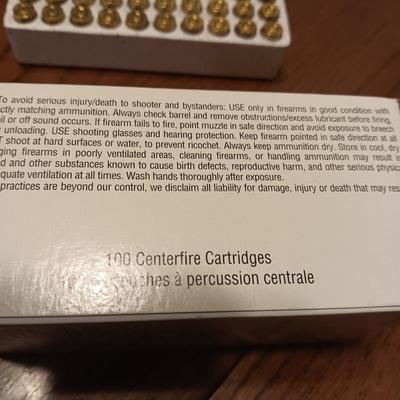 To avoid serious injury/death to shooter and bystanders: USE only in firearms in good condition with
ctly matching ammunition. Always check barrel and remove obstructions/excess lubricant before firing,
il or off sound occurs. If firearm fails to fire, point muzzle in safe direction and avoid exposure to breech
unloading. USE shooting glasses and hearing protection. Keep firearm pointed in safe direction at all
T shoot at hard surfaces or water, to prevent ricochet. Always keep ammunition dry. Store in cool, dry
ging firearms in poorly ventilated areas, cleaning firearms, or handling ammunition may result in
d and other substances known to cause birth defects, reproductive harm, and other serious physica
quate ventilation at all times. Wash hands thoroughly after exposure.
practices are beyond our control, we disclaim all liability for damage, injury or death that may res
100 Centerfire Cartridges
à percussion centrale